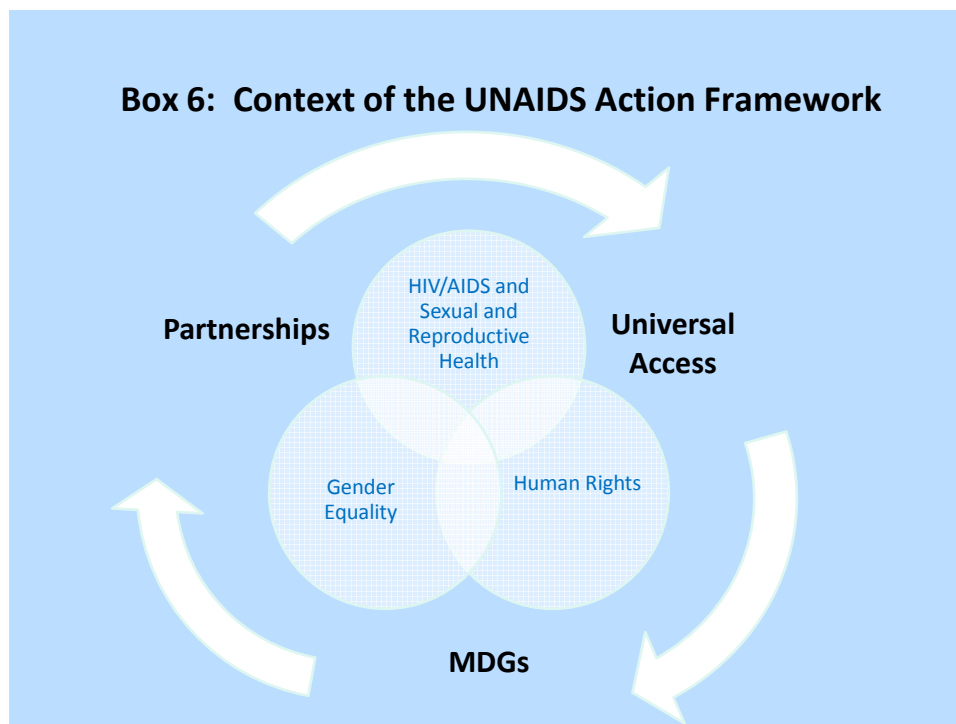 Box 6:  Context of the UNAIDS Action Framework
HIV/AIDS and
Sexual and
Reproductive
Health
Partnerships
Universal
Access
Gender
Equality
Human Rights
MDGs